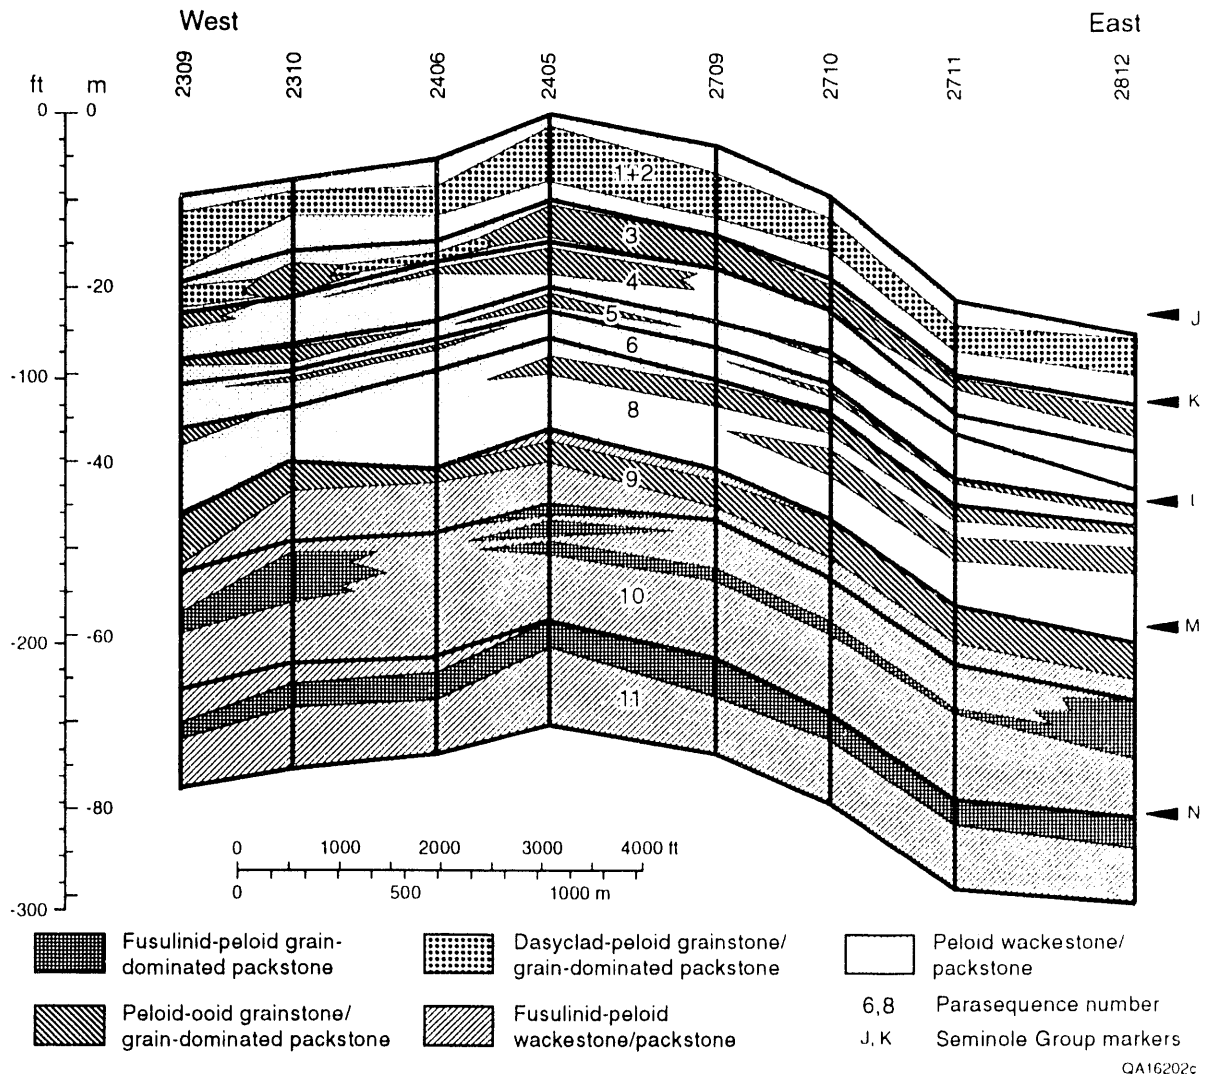 West
East
2309
2310
2406
2405
2709
2710
2711
2812
ft
m
0
0
-20
-100
-40
-200
-60
-80
-300
1+2
3
4
5
6
8
9
10
11
J
K
I
M
N
0 1000 2000 3000 4000 ft
0 500 1000 m
Fusulinid-peloid grain-
dominated packstone
Peloid-ooid grainstone/
grain-dominated packstone
Dasyclad-peloid grainstone/
grain-dominated packstone
Fusulinid-peloid
wackestone/packstone
Peloid wackestone/
packstone
6,8 Parasequence number
J, K Seminole Group markers
QA16202c